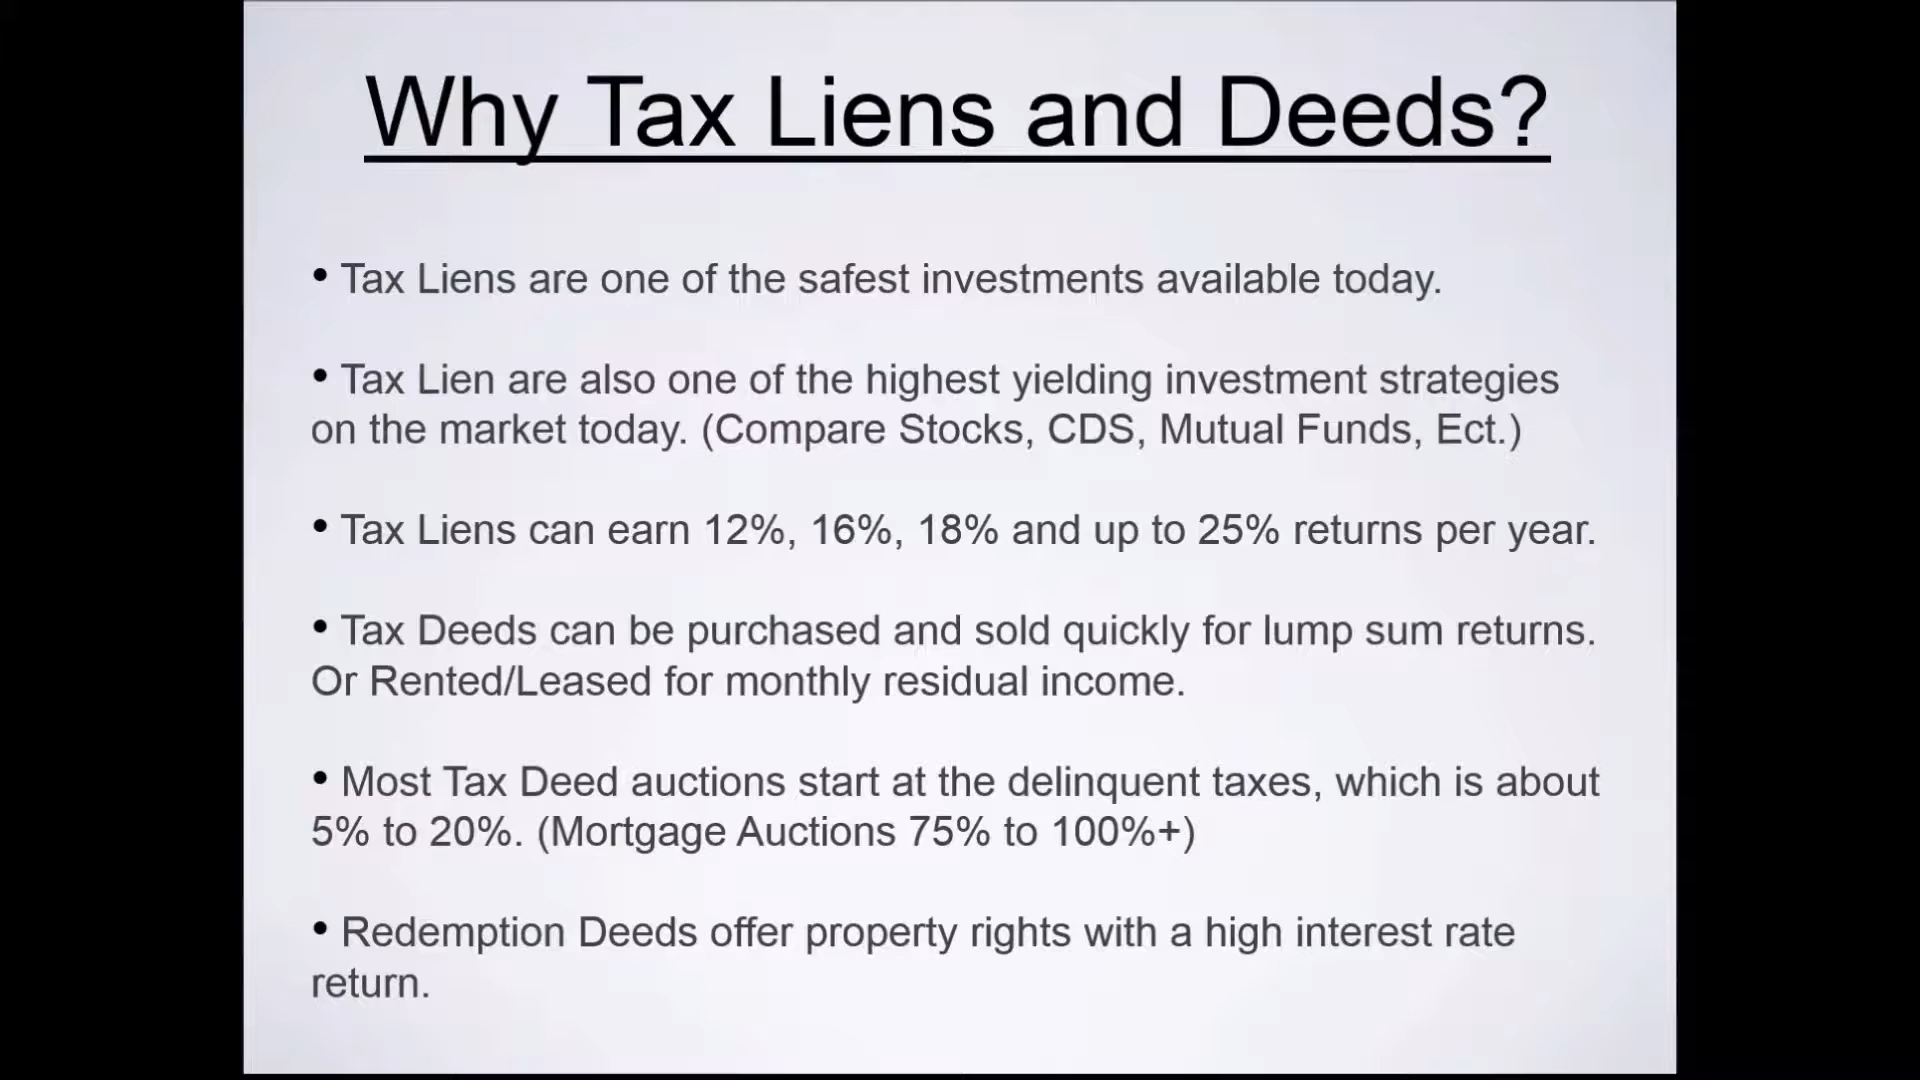 Why Tax Liens and Deeds?
• Tax Liens are one of the safest investments available today.
• Tax Lien are also one of the highest yielding investment strategies
on the market today. (Compare Stocks, CDS, Mutual Funds, Ect.)
• Tax Liens can earn 12%, 16%, 18% and up to 25% returns per year.
• Tax Deeds can be purchased and sold quickly for lump sum returns.
Or Rented/Leased for monthly residual income.
• Most Tax Deed auctions start at the delinquent taxes, which is about
5% to 20%. (Mortgage Auctions 75% to 100%+)
• Redemption Deeds offer property rights with a high interest rate
return.